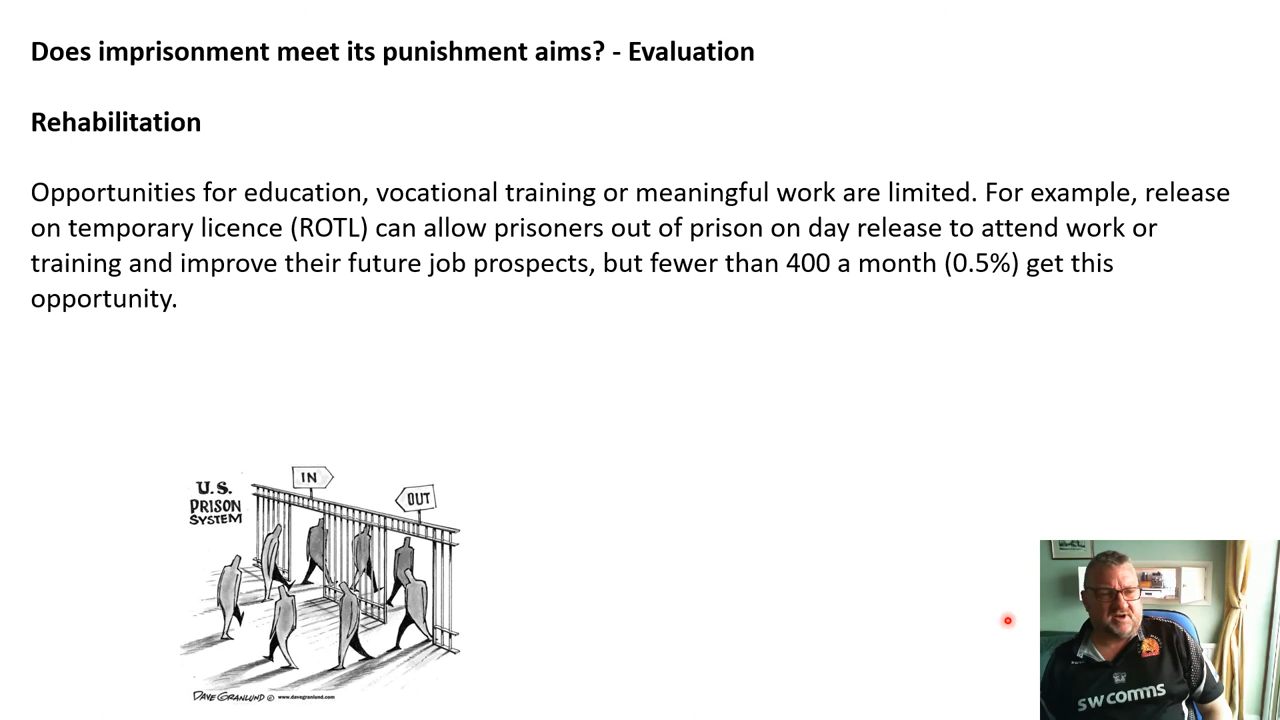 Does imprisonment meet its punishment aims? - Evaluation
Rehabilitation
Opportunities for education, vocational training or meaningful work are limited. For example, release
on temporary licence (ROTL) can allow prisoners out of prison on day release to attend work or
training and improve their future job prospects, but fewer than 400 a month (0.5%) get this
opportunity.
IN
OUT
U.S.
PRISON
SYSTEM
DAVE GRANLUND © www.davegranlund.com
SW comms